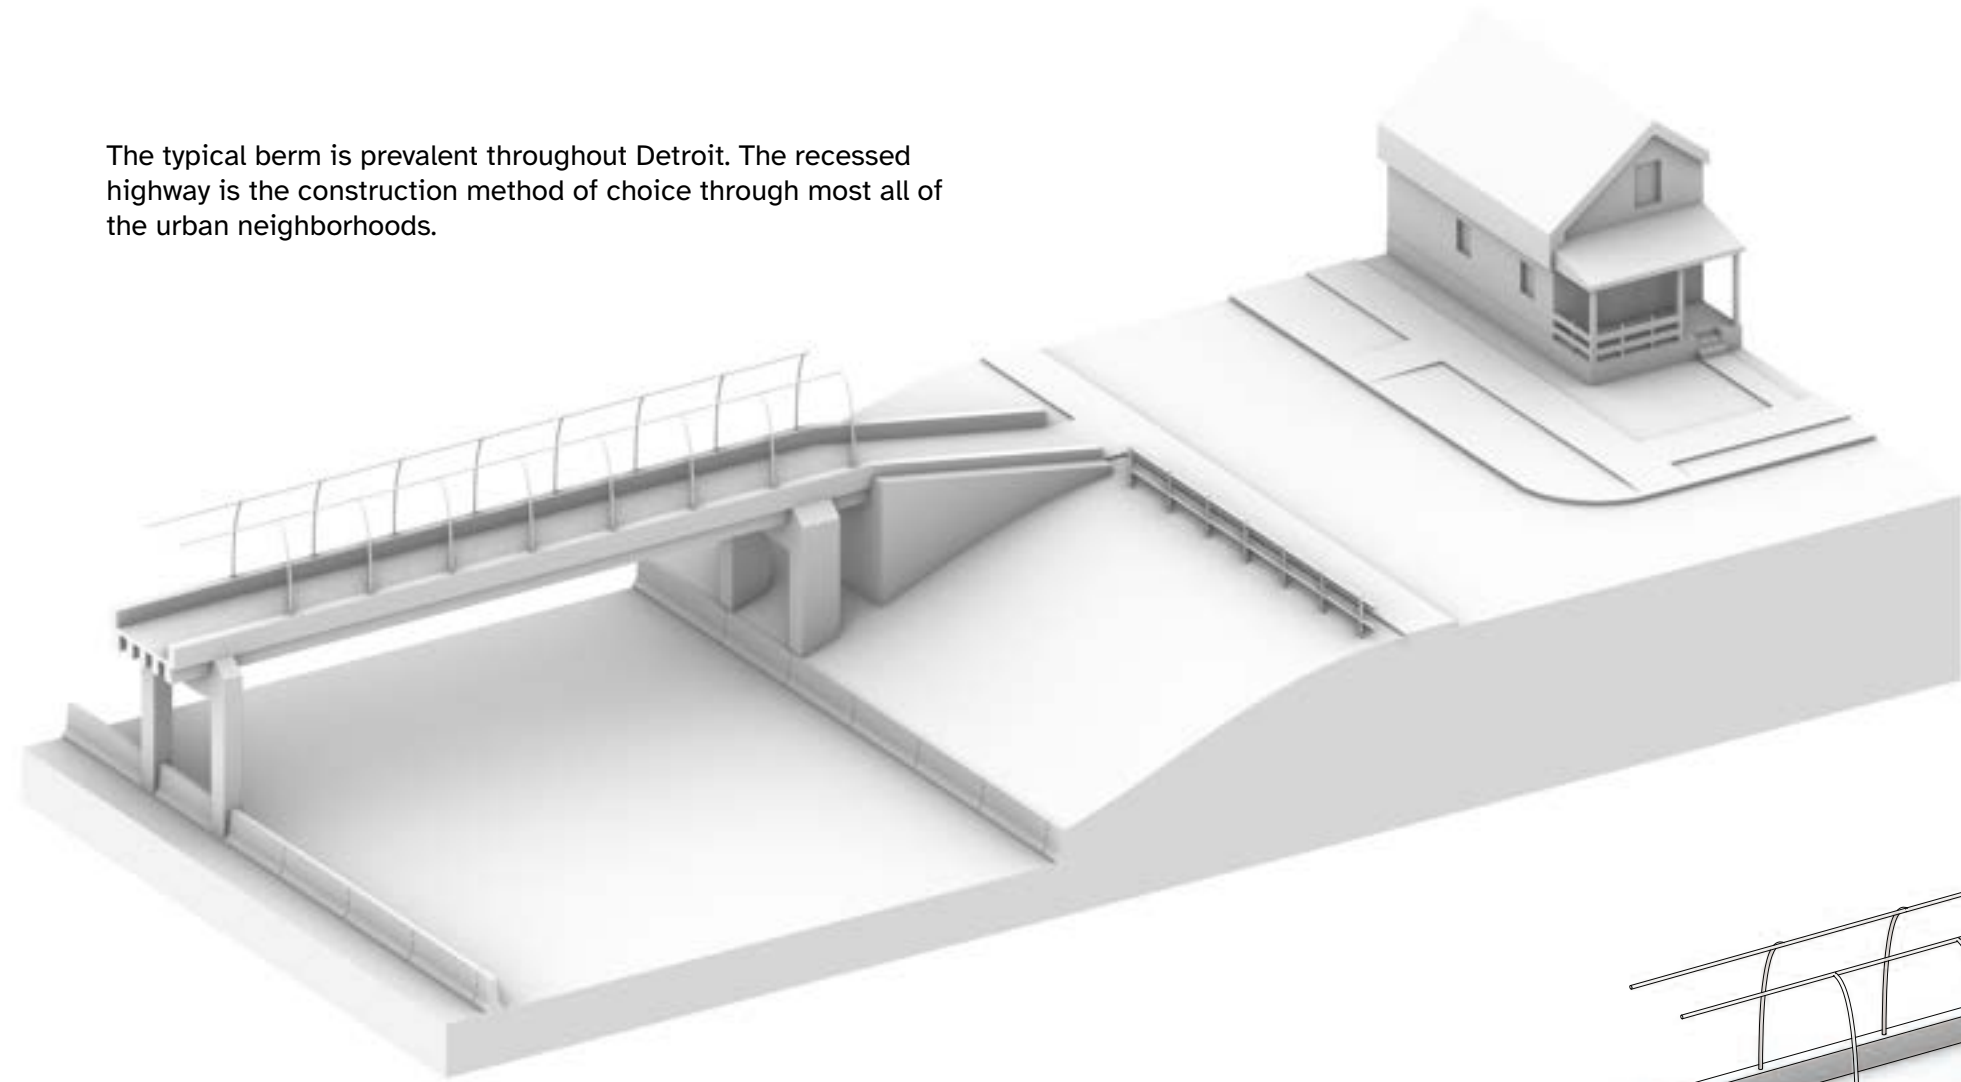 The typical berm is prevalent throughout Detroit. The recessed
highway is the construction method of choice through most all of
the urban neighborhoods.